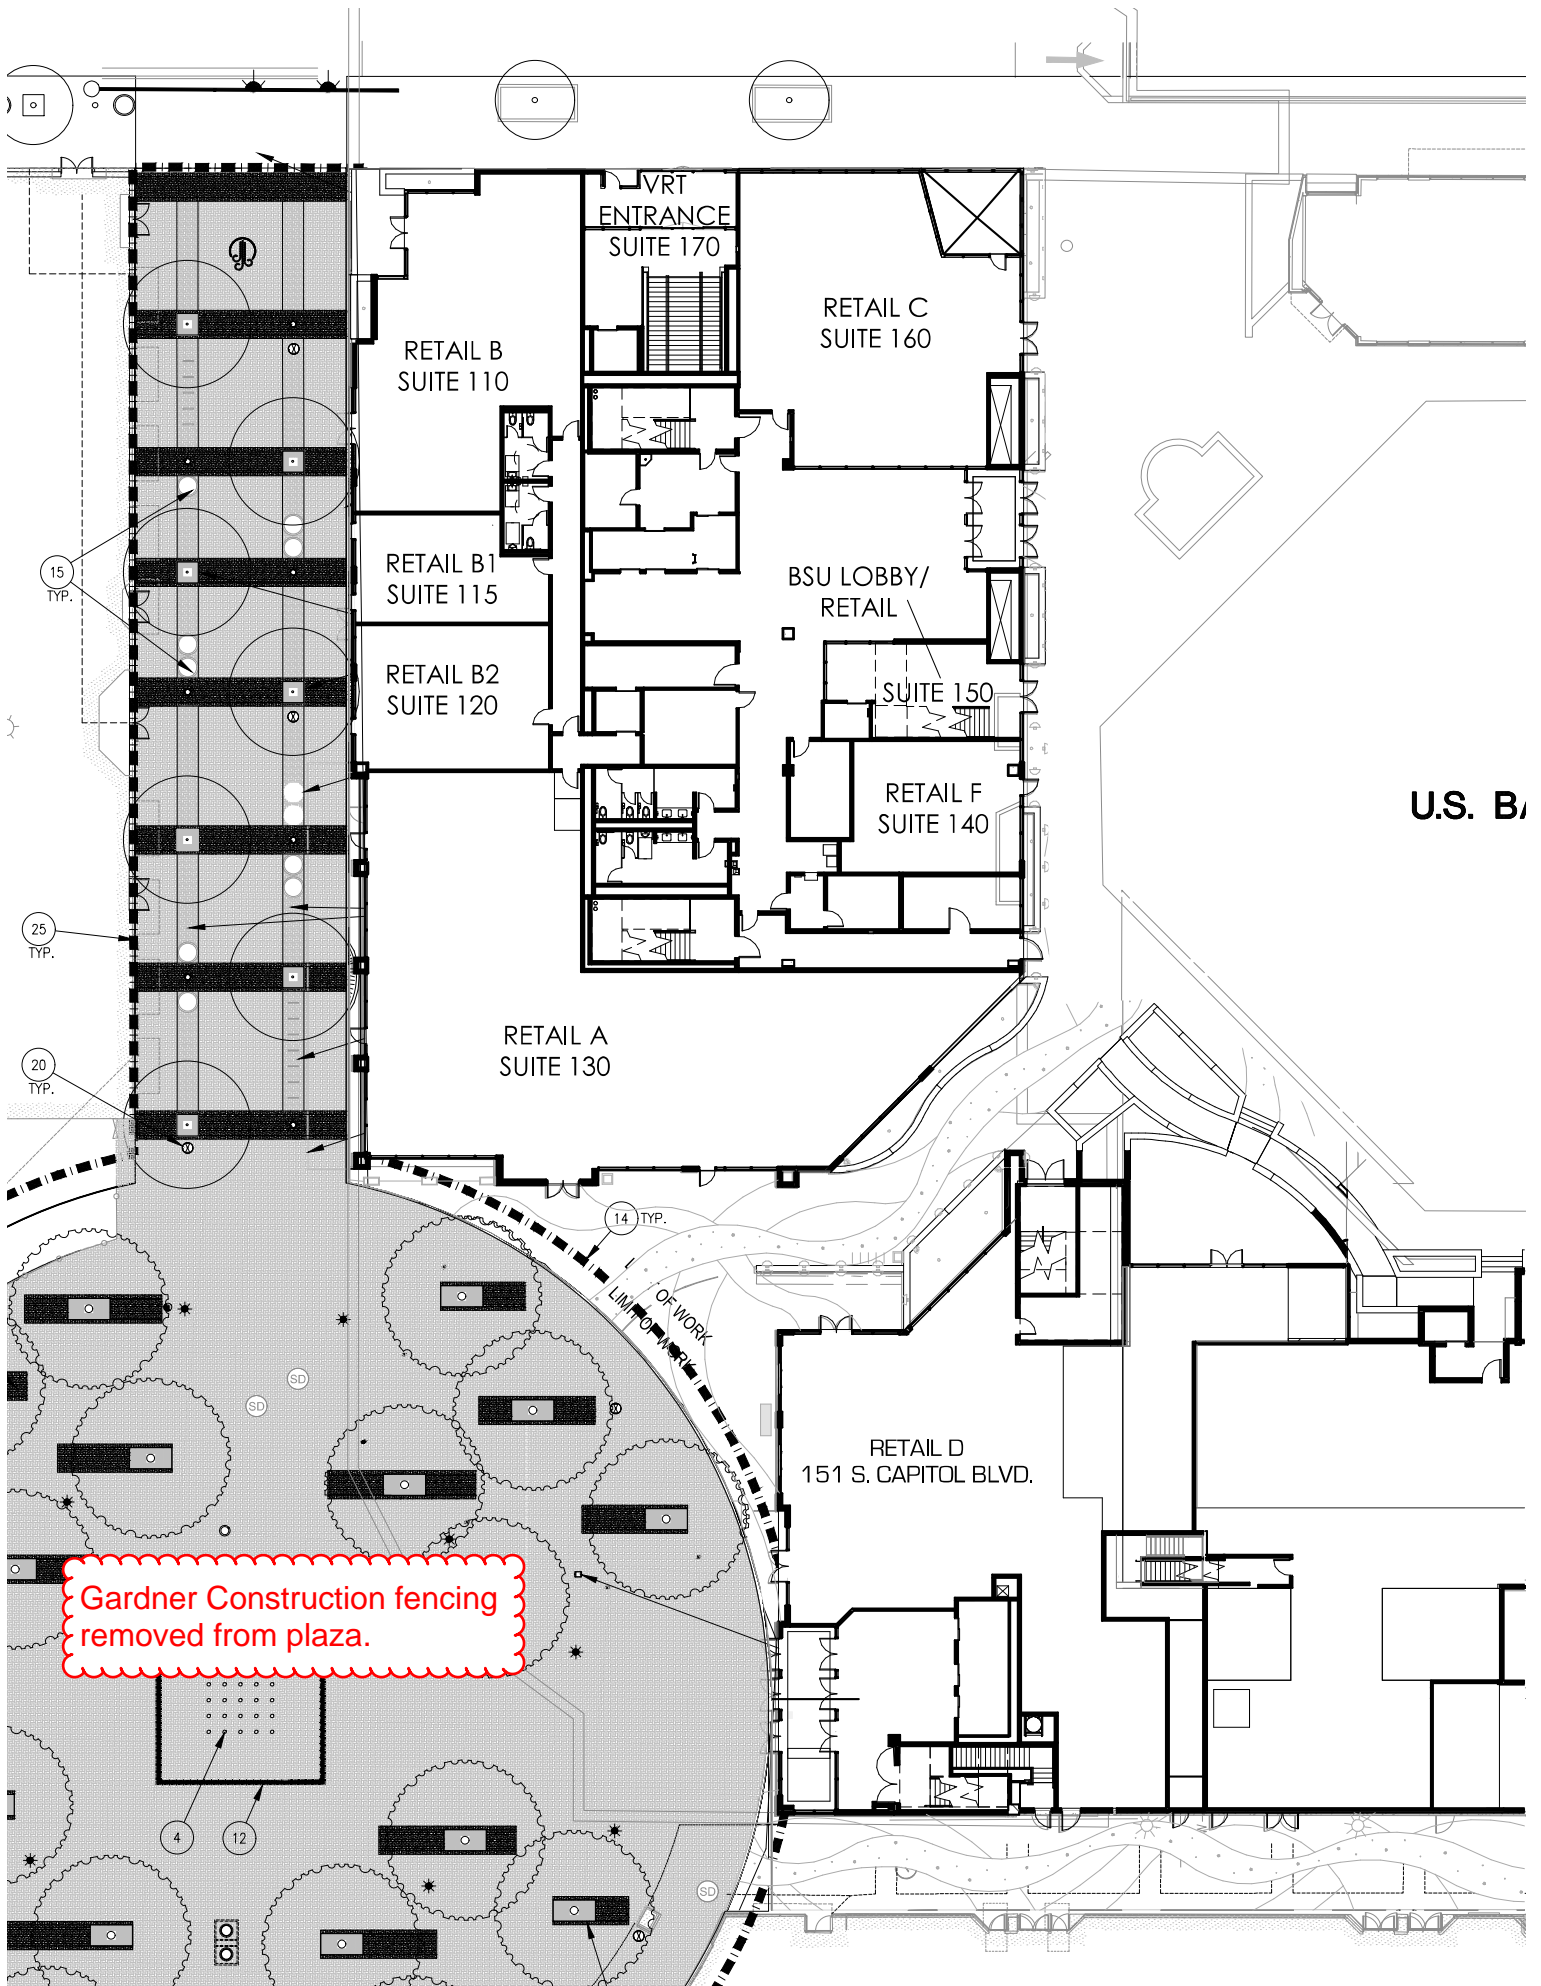 VRT
ENTRANCE
SUITE 170
RETAIL C
SUITE 160
RETAIL B
SUITE 110
RETAIL B1
SUITE 115
BSU LOBBY/
RETAIL
SUITE 150
RETAIL B2
SUITE 120
RETAIL F
SUITE 140
U.S. BA
15
TYP.
25
TYP.
20
TYP.
RETAIL A
SUITE 130
14 TYP.
OF WORK
LIMIT OF WORK
SD
SD
RETAIL D
151 S. CAPITOL BLVD.
Gardner Construction fencing
removed from plaza.
4
12
SD